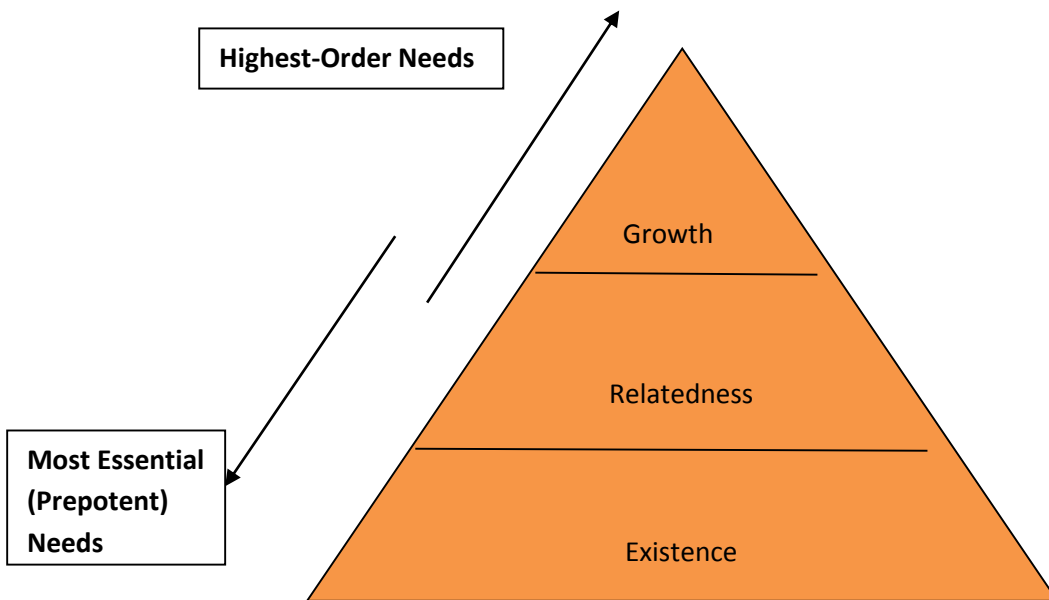 Highest-Order Needs
Growth
Relatedness
Most Essential
(Prepotent)
Needs
Existence